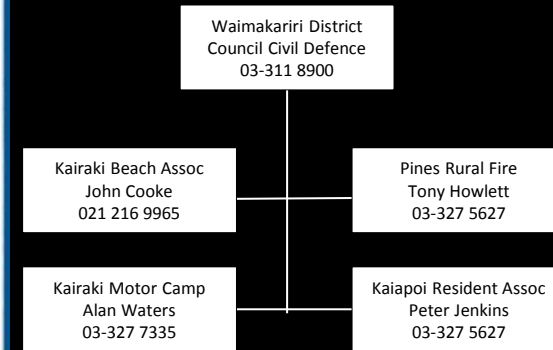 Waimakariri District
Council Civil Defence
03-311 8900
Kairaki Beach Assoc
John Cooke
021 216 9965
Pines Rural Fire
Tony Howlett
03-327 5627
Kairaki Motor Camp
Alan Waters
03-327 7335
Kaiapoi Resident Assoc
Peter Jenkins
03-327 5627